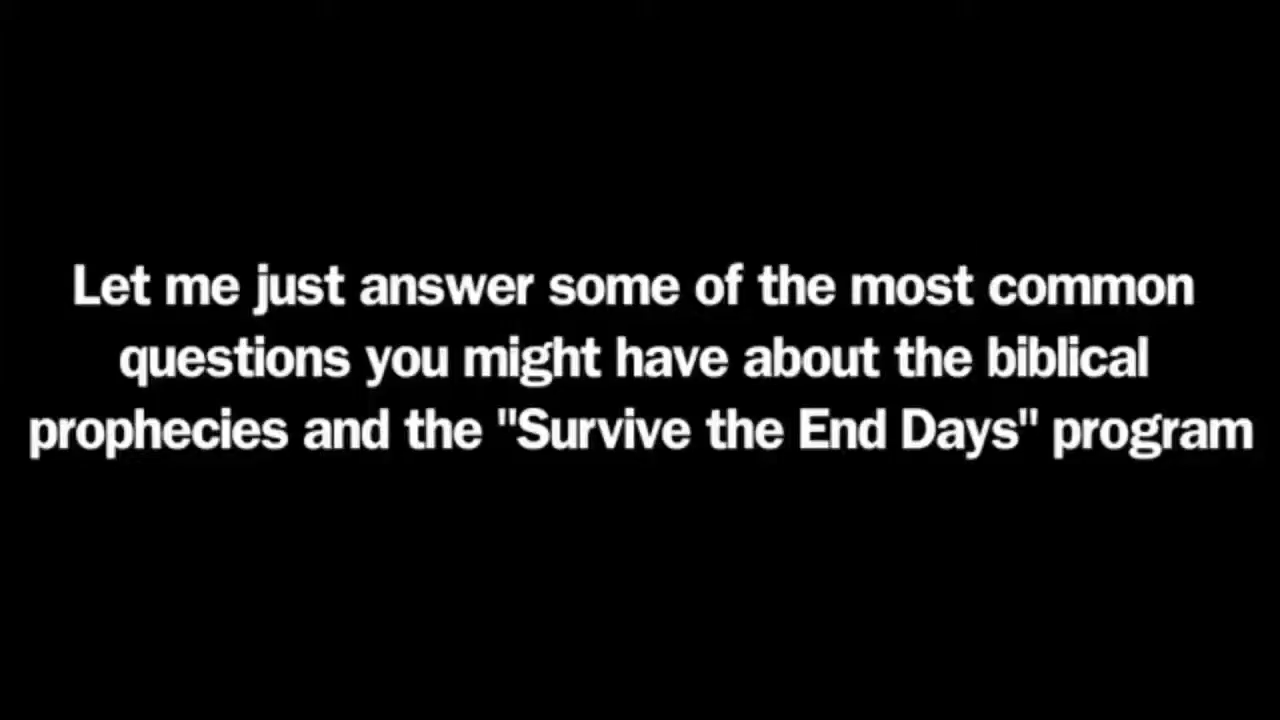 Let me just answer some of the most common
questions you might have about the biblical
prophecies and the "Survive the End Days" program